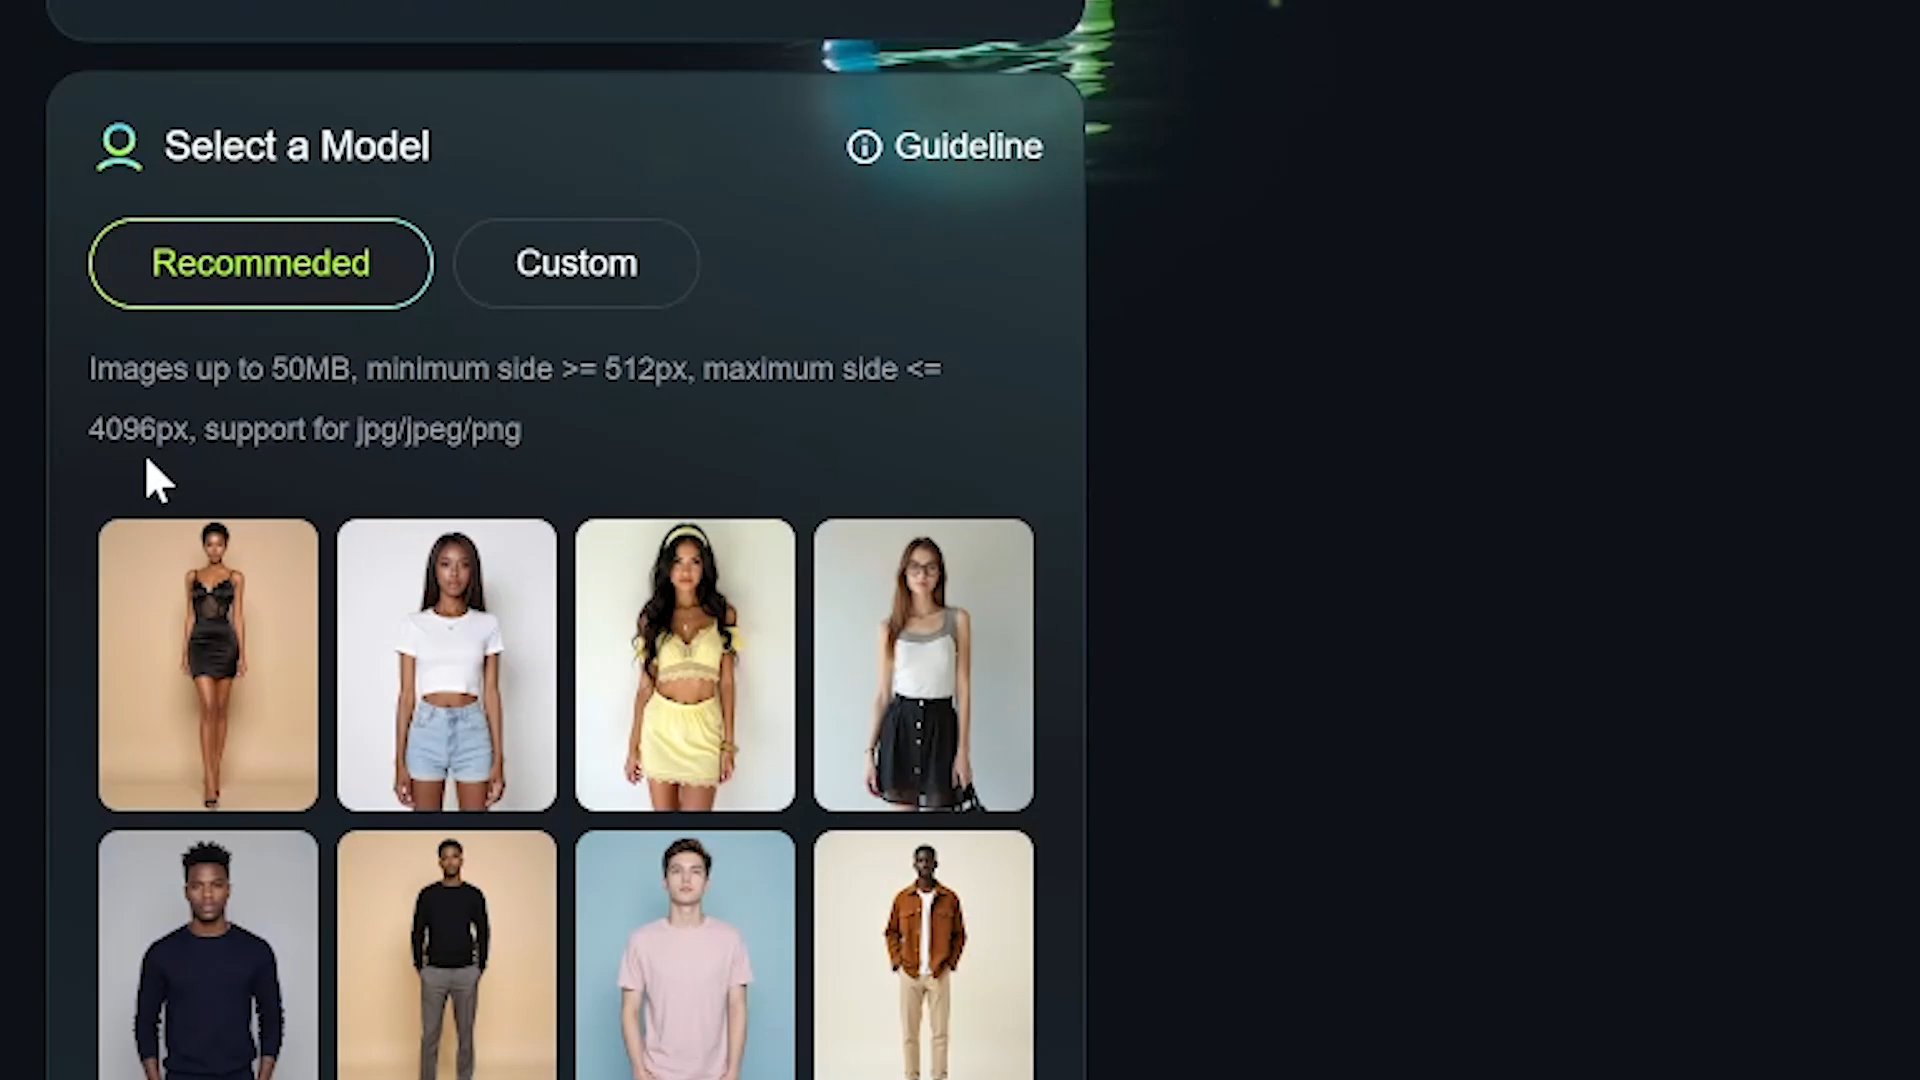 Select a Model
Guideline
Recommeded
Custom
Images up to 50MB, minimum side >= 512px, maximum side <=
4096px, support for jpg/jpeg/png